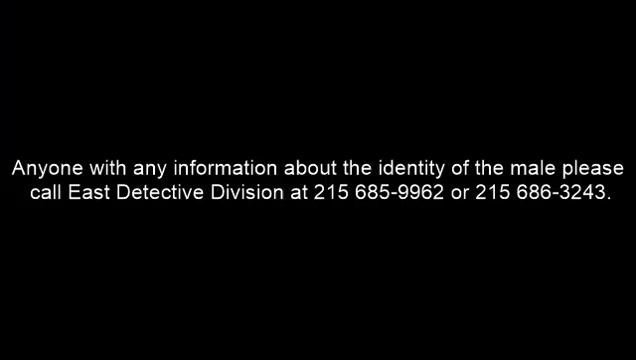 Anyone with any information about the identity of the male please
call East Detective Division at 215 685-9962 or 215 686-3243.